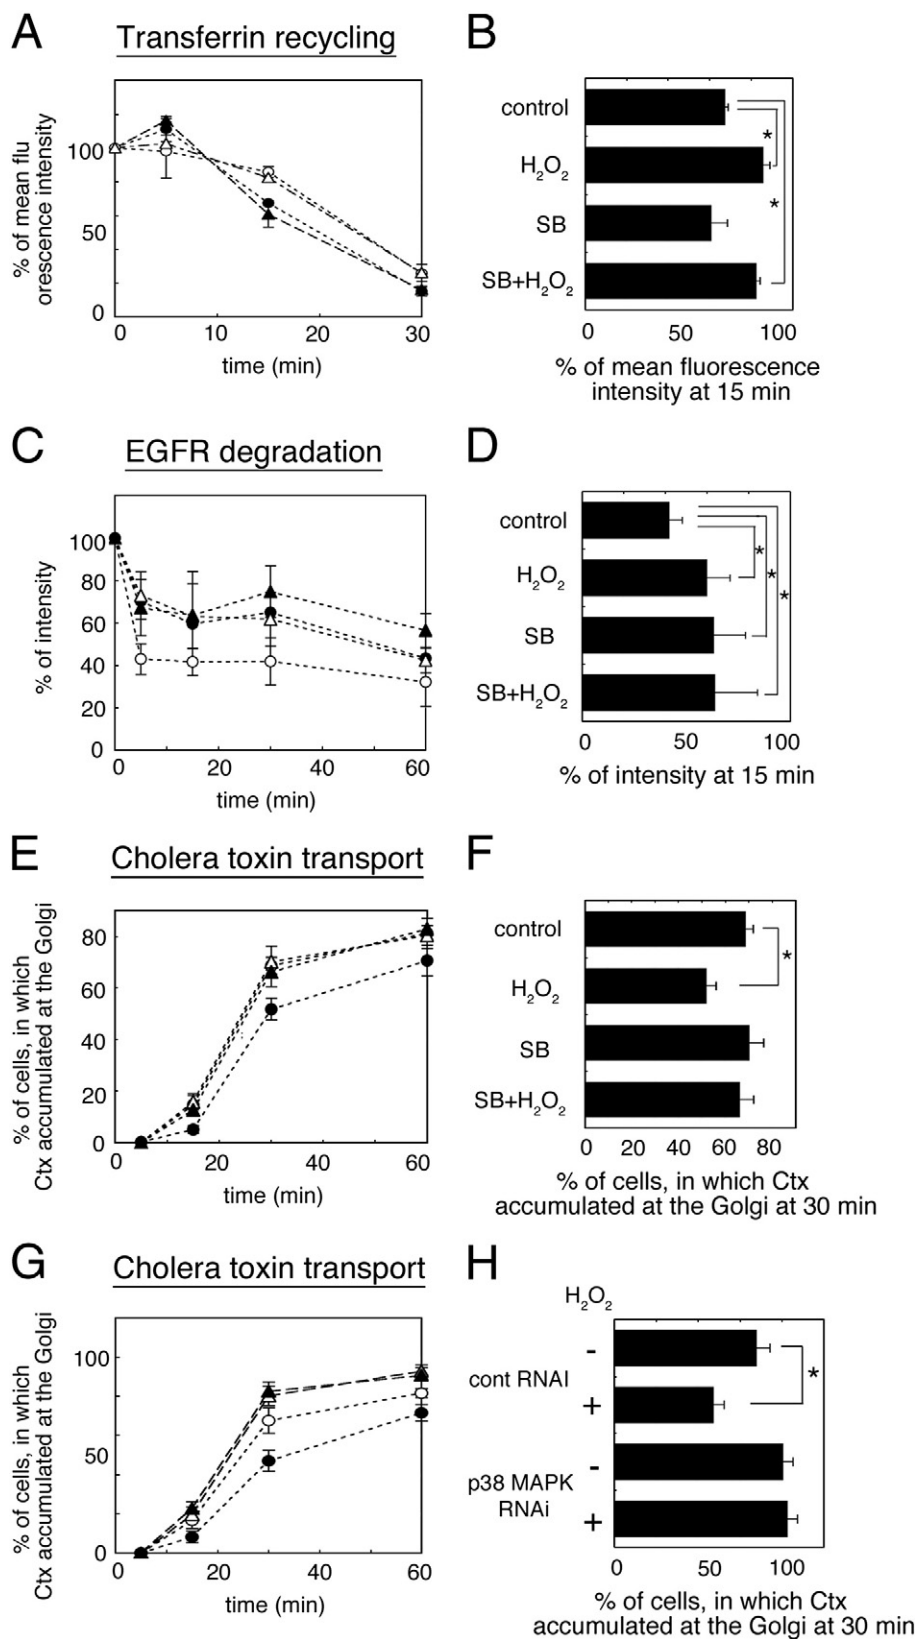 A
Transferrin recycling
% of mean flu
orescence intensity
100
50
0
0 10 20 30
time (min)
B
control
H2O2
SB
SB+H2O2
*
*
0 50 100
% of mean fluorescence
intensity at 15 min
C
EGFR degradation
% of intensity
100
80
60
40
20
0
0 20 40 60
time (min)
D
control
H2O2
SB
SB+H2O2
*
*
*
0 50 100
% of intensity at 15 min
E
Cholera toxin transport
% of cells, in which
Ctx accumulated at the Golgi
80
60
40
20
0
0 20 40 60
time (min)
F
control
H2O2
SB
SB+H2O2
*
0 20 40 60 80
% of cells, in which Ctx
accumulated at the Golgi at 30 min
G
Cholera toxin transport
% of cells, in which
Ctx accumulated at the Golgi
100
50
0
0 20 40 60
time (min)
H
H2O2
-
cont RNAI
+
-
p38 MAPK
RNAi
+
*
0 50 100
% of cells, in which Ctx
accumulated at the Golgi at 30 min